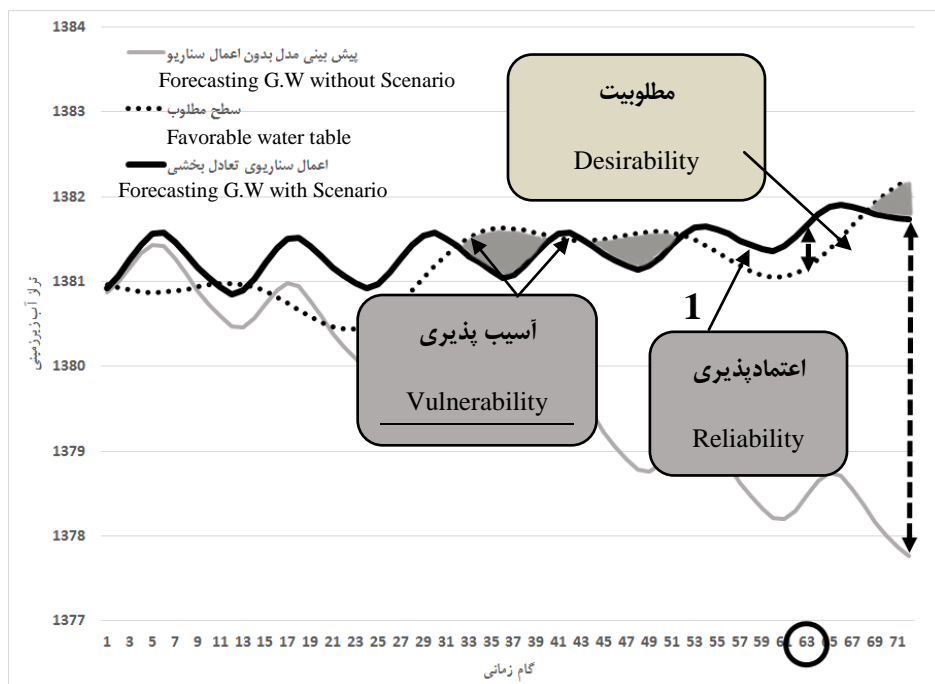 1384
1383
1382
1381
1380
1379
1378
1377
تراز آب زیرزمینی
پیش بینی مدل بدون اعمال سناریو
Forecasting G.W without Scenario
سطح مطلوب
Favorable water table
اعمال سناریوی تعادل بخشی
Forecasting G.W with Scenario
مطلوبیت
Desirability
آسیب پذیری
Vulnerability
1
اعتمادپذیری
Reliability
1 3 5 7 9 11 13 15 17 19 21 23 25 27 29 31 33 35 37 39 41 43 45 47 49 51 53 55 57 59 61 63 65 67 69 71
گام زمانی